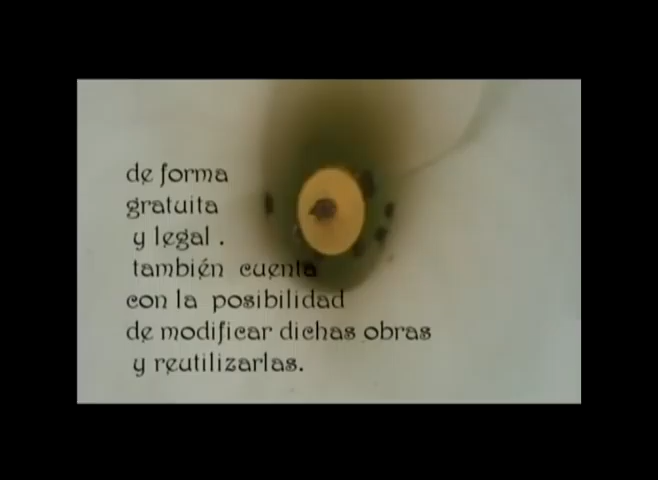 de forma
gratuita
y legal .
también cuenta
con la posibilidad
de modificar dichas obras
y reutilizarlas.